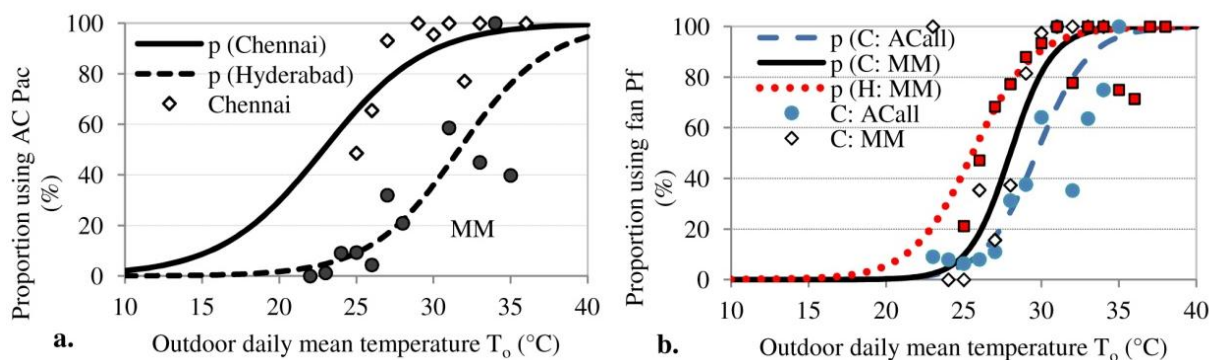 Proportion using AC Pac
(%)
100
80
60
40
20
0
p (Chennai)
p (Hyderabad)
Chennai
MM
10 15 20 25 30 35 40
a. Outdoor daily mean temperature To (°C)
Proportion using fan Pf
(%)
100
80
60
40
20
0
p (C: ACall)
p (C: MM)
p (H: MM)
C: ACall
C: MM
10 15 20 25 30 35 40
b. Outdoor daily mean temperature To (°C)